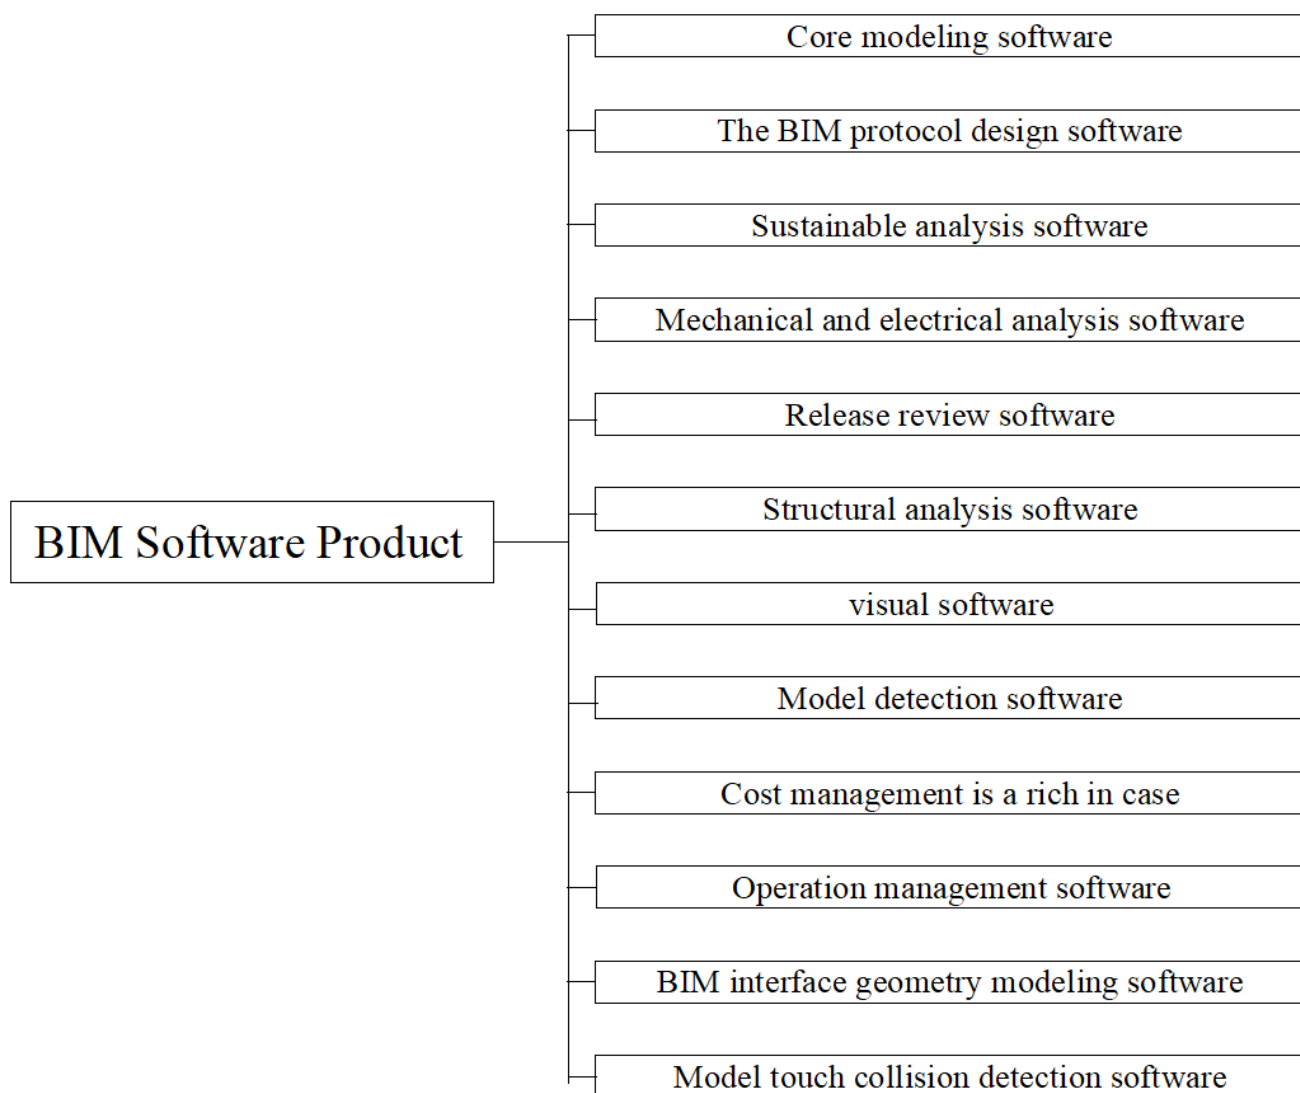 Core modeling software
The BIM protocol design software
Sustainable analysis software
Mechanical and electrical analysis software
Release review software
Structural analysis software
BIM Software Product
visual software
Model detection software
Cost management is a rich in case
Operation management software
BIM interface geometry modeling software
Model touch collision detection software